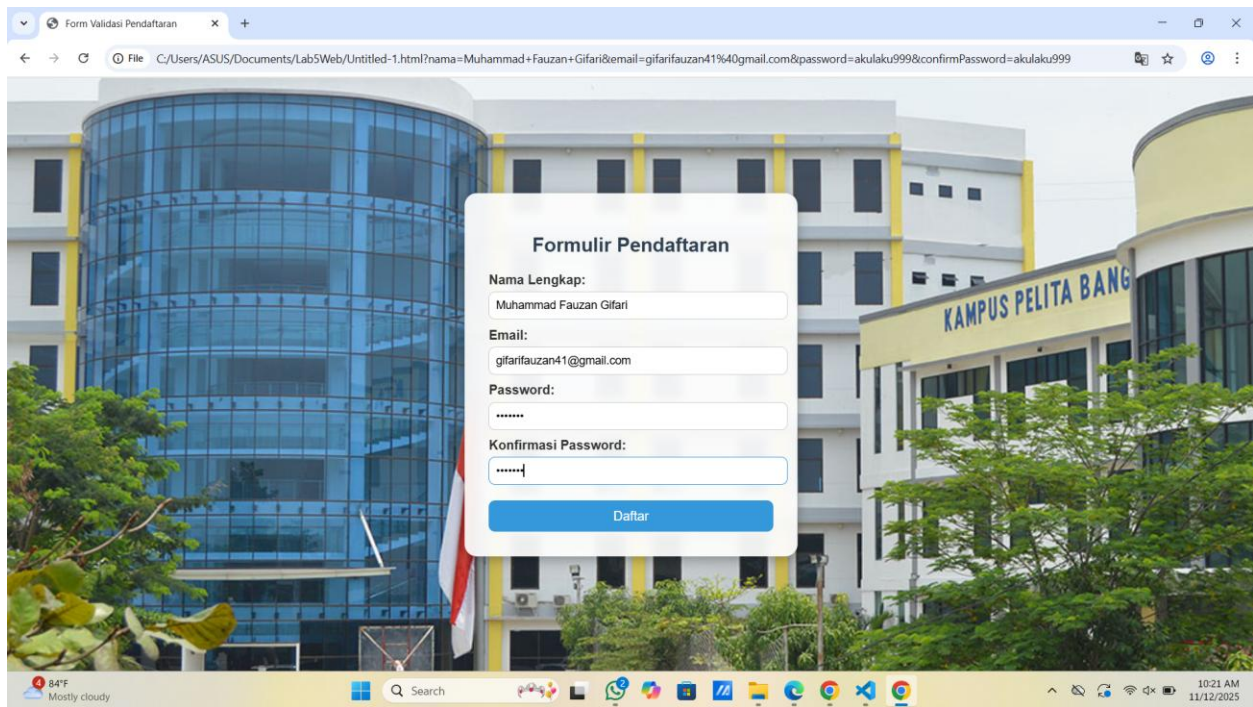 Form Validasi Pendaftaran
File C:/Users/ASUS/Documents/Lab5Web/Untitled-1.html?nama=Muhammad+Fauzan+Gifari&email=gifarifauzan41%40gmail.com&password=akulaku999&confirmPassword=akulaku999
Formulir Pendaftaran
Nama Lengkap:
Muhammad Fauzan Gifari
Email:
gifarifauzan41@gmail.com
Password:
•••••••
Konfirmasi Password:
•••••••
Daftar
KAMPUS PELITA BANG
4
84°F
Mostly cloudy
Search
2
10:21 AM
11/12/2025